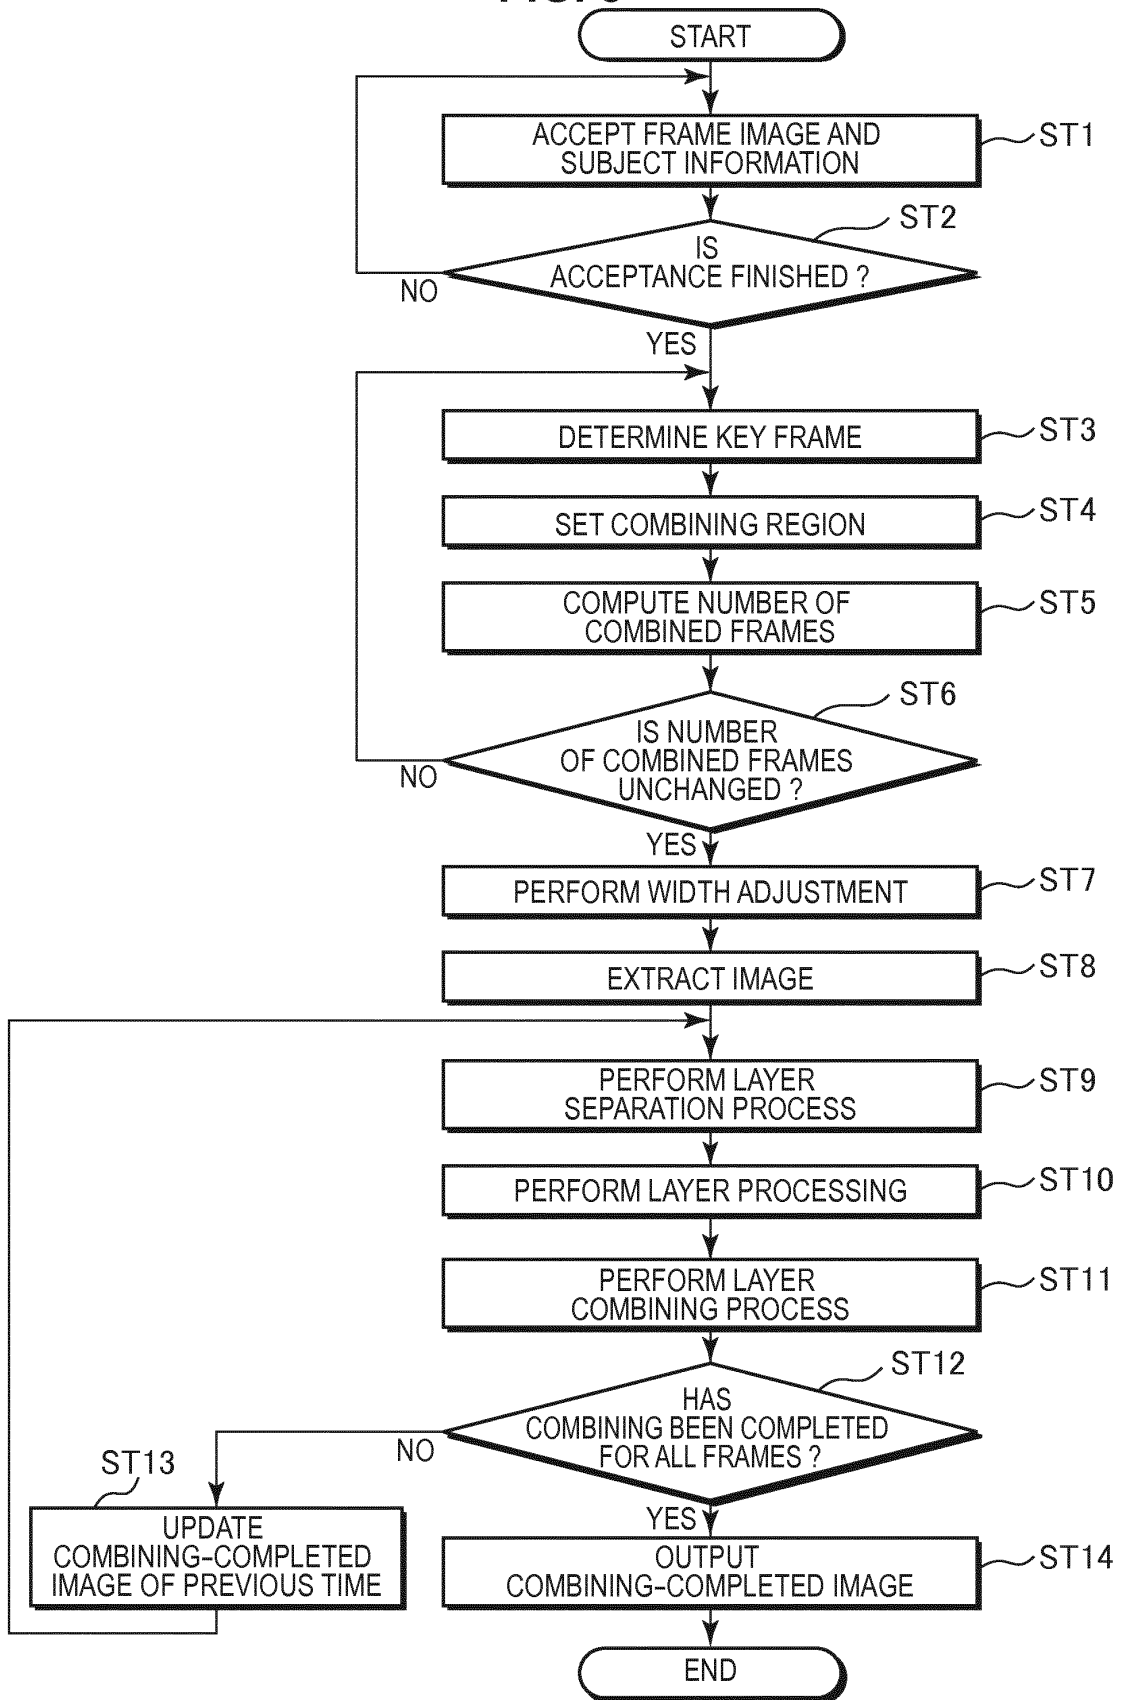 START
ACCEPT FRAME IMAGE AND
SUBJECT INFORMATION
ST1
ST2
IS
ACCEPTANCE FINISHED ?
NO
YES
DETERMINE KEY FRAME
ST3
SET COMBINING REGION
ST4
COMPUTE NUMBER OF
COMBINED FRAMES
ST5
ST6
IS NUMBER
OF COMBINED FRAMES
UNCHANGED ?
NO
YES
PERFORM WIDTH ADJUSTMENT
ST7
EXTRACT IMAGE
ST8
PERFORM LAYER
SEPARATION PROCESS
ST9
PERFORM LAYER PROCESSING
ST10
PERFORM LAYER
COMBINING PROCESS
ST11
ST12
HAS
COMBINING BEEN COMPLETED
FOR ALL FRAMES ?
NO
ST13
UPDATE
COMBINING-COMPLETED
IMAGE OF PREVIOUS TIME
YES
OUTPUT
COMBINING-COMPLETED IMAGE
ST14
END